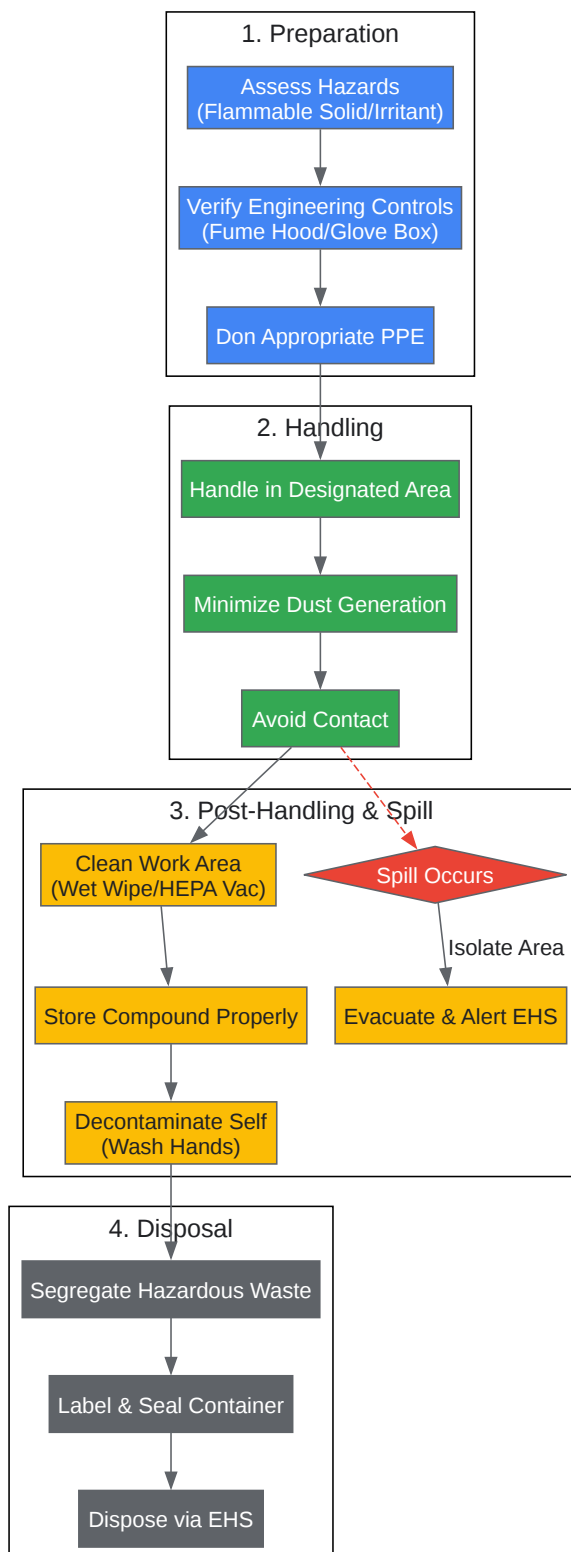 1. Preparation
Assess Hazards
(Flammable Solid/Irritant)
Verify Engineering Controls
(Fume Hood/Glove Box)
Don Appropriate PPE
2. Handling
Handle in Designated Area
Minimize Dust Generation
Avoid Contact
3. Post-Handling & Spill
Clean Work Area
(Wet Wipe/HEPA Vac)
Spill Occurs
Isolate Area
Store Compound Properly
Evacuate & Alert EHS
Decontaminate Self
(Wash Hands)
4. Disposal
Segregate Hazardous Waste
Label & Seal Container
Dispose via EHS